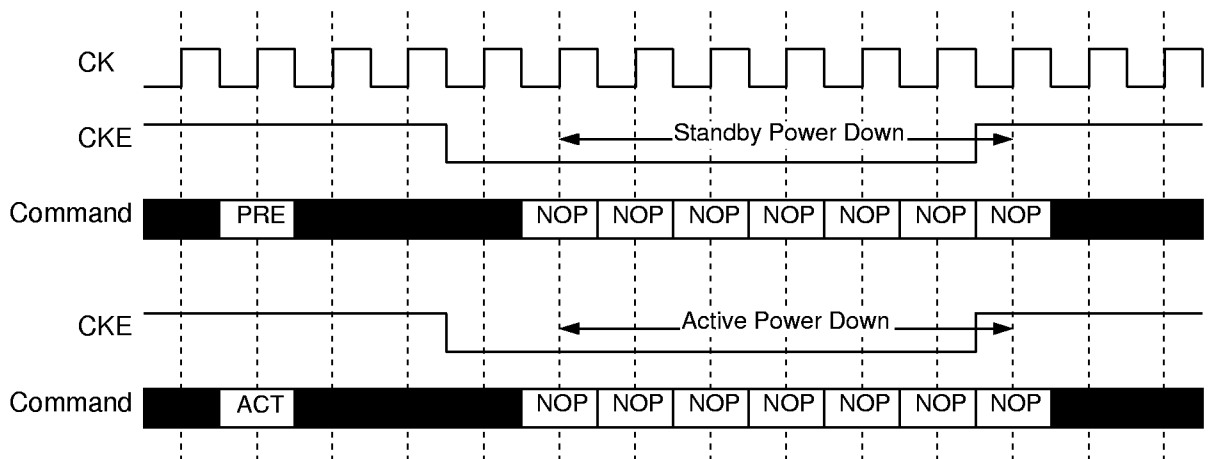 CK
CKE Standby Power Down
Command PRE NOP NOP NOP NOP NOP NOP NOP
CKE Active Power Down
Command ACT NOP NOP NOP NOP NOP NOP NOP